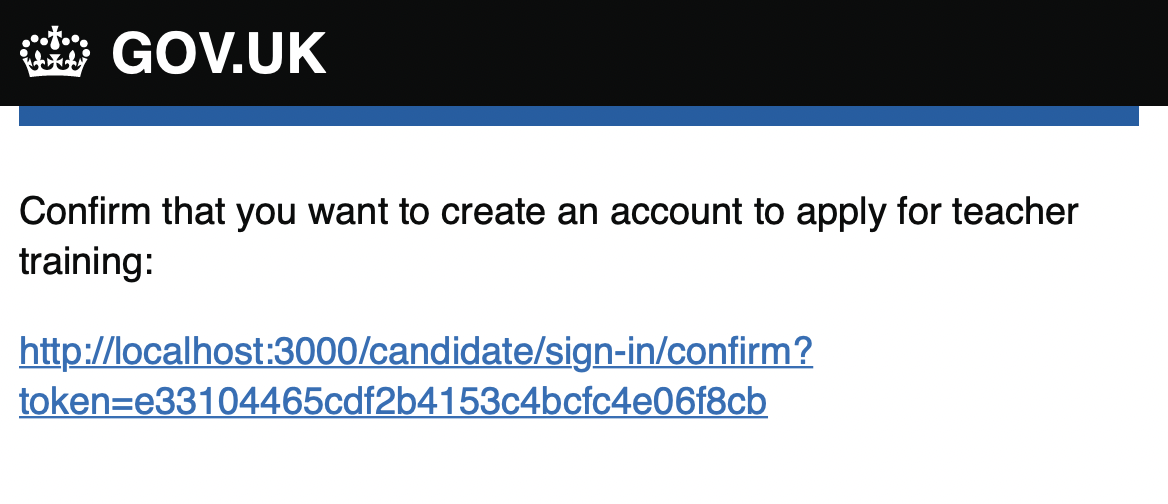 GOV.UK
Confirm that you want to create an account to apply for teacher
training:
http://localhost:3000/candidate/sign-in/confirm?
token=e33104465cdf2b4153c4bcfc4e06f8cb